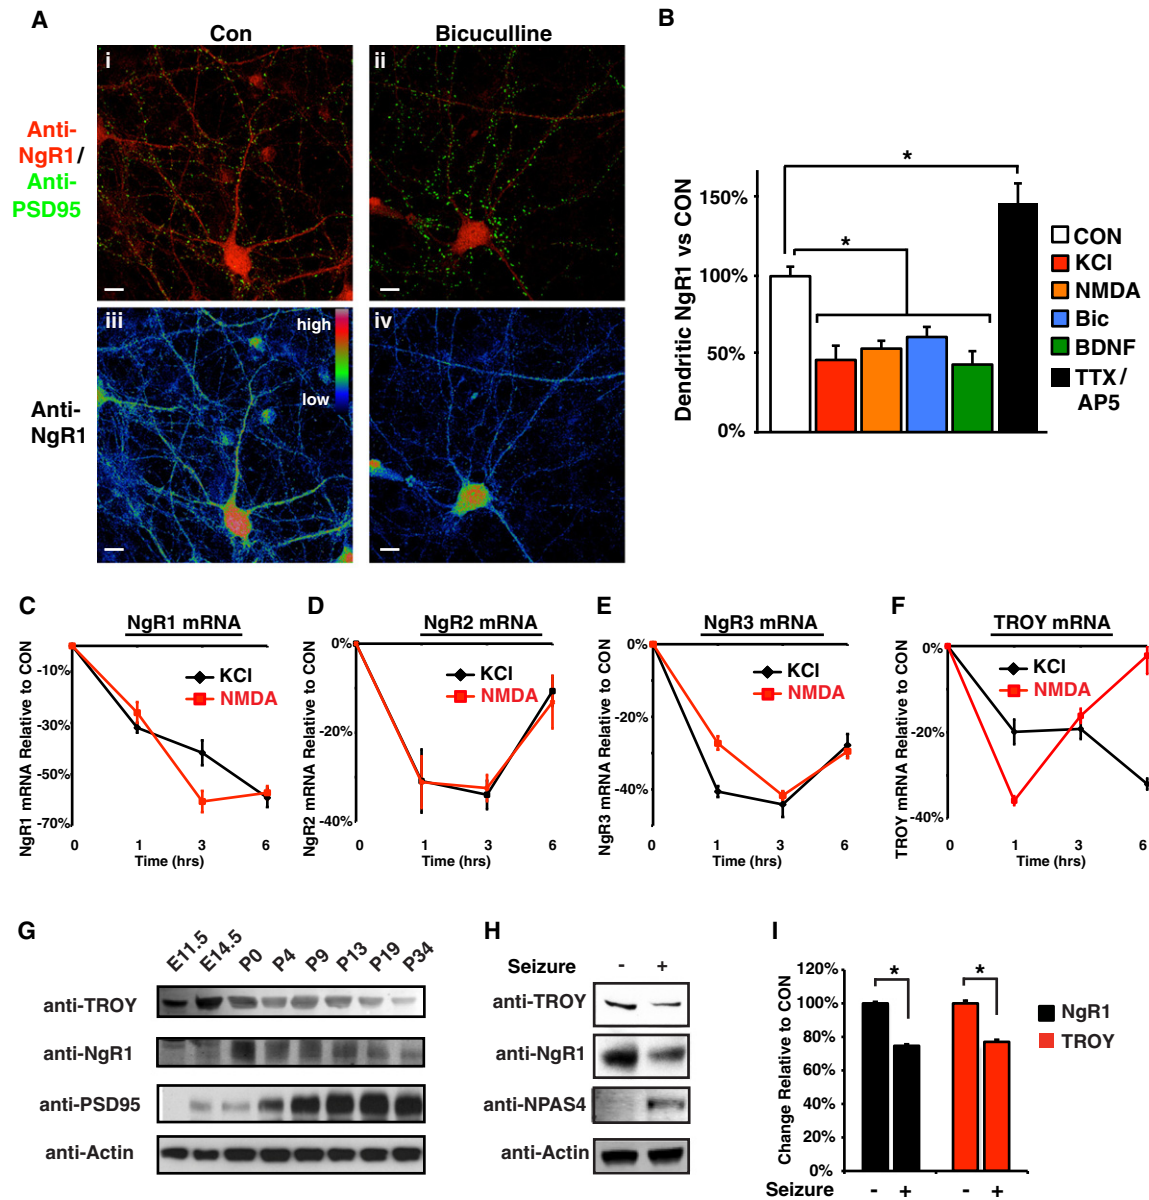 A
Con
Bicuculline
Anti-
NgR1/
Anti-
PSD95
i
ii
Anti-
NgR1
iii
high
low
iv
B
Dendritic NgR1 vs CON
150%
100%
50%
0%
*
*
CON
KCl
NMDA
Bic
BDNF
TTX/
AP5
C
NgR1 mRNA
NgR1 mRNA Relative to CON
-10%
-30%
-50%
-70%
KCl
NMDA
0 1 3 6
Time (hrs)
D
NgR2 mRNA
NgR2 mRNA Relative to CON
0%
-20%
-40%
KCl
NMDA
0 1 3 6
Time (hrs)
E
NgR3 mRNA
NgR3 mRNA Relative to CON
0%
-20%
-40%
KCl
NMDA
0 1 3 6
Time (hrs)
F
TROY mRNA
TROY mRNA Relative to CON
0%
-20%
-40%
KCl
NMDA
0 1 3 6
Time (hrs)
G
E11.5 E14.5 P0 P4 P9 P13 P19 P34
anti-TROY
anti-NgR1
anti-PSD95
anti-Actin
H
Seizure - +
anti-TROY
anti-NgR1
anti-NPAS4
anti-Actin
I
Change Relative to CON
120%
100%
80%
60%
40%
20%
0%
*
*
NgR1
TROY
Seizure - + - +